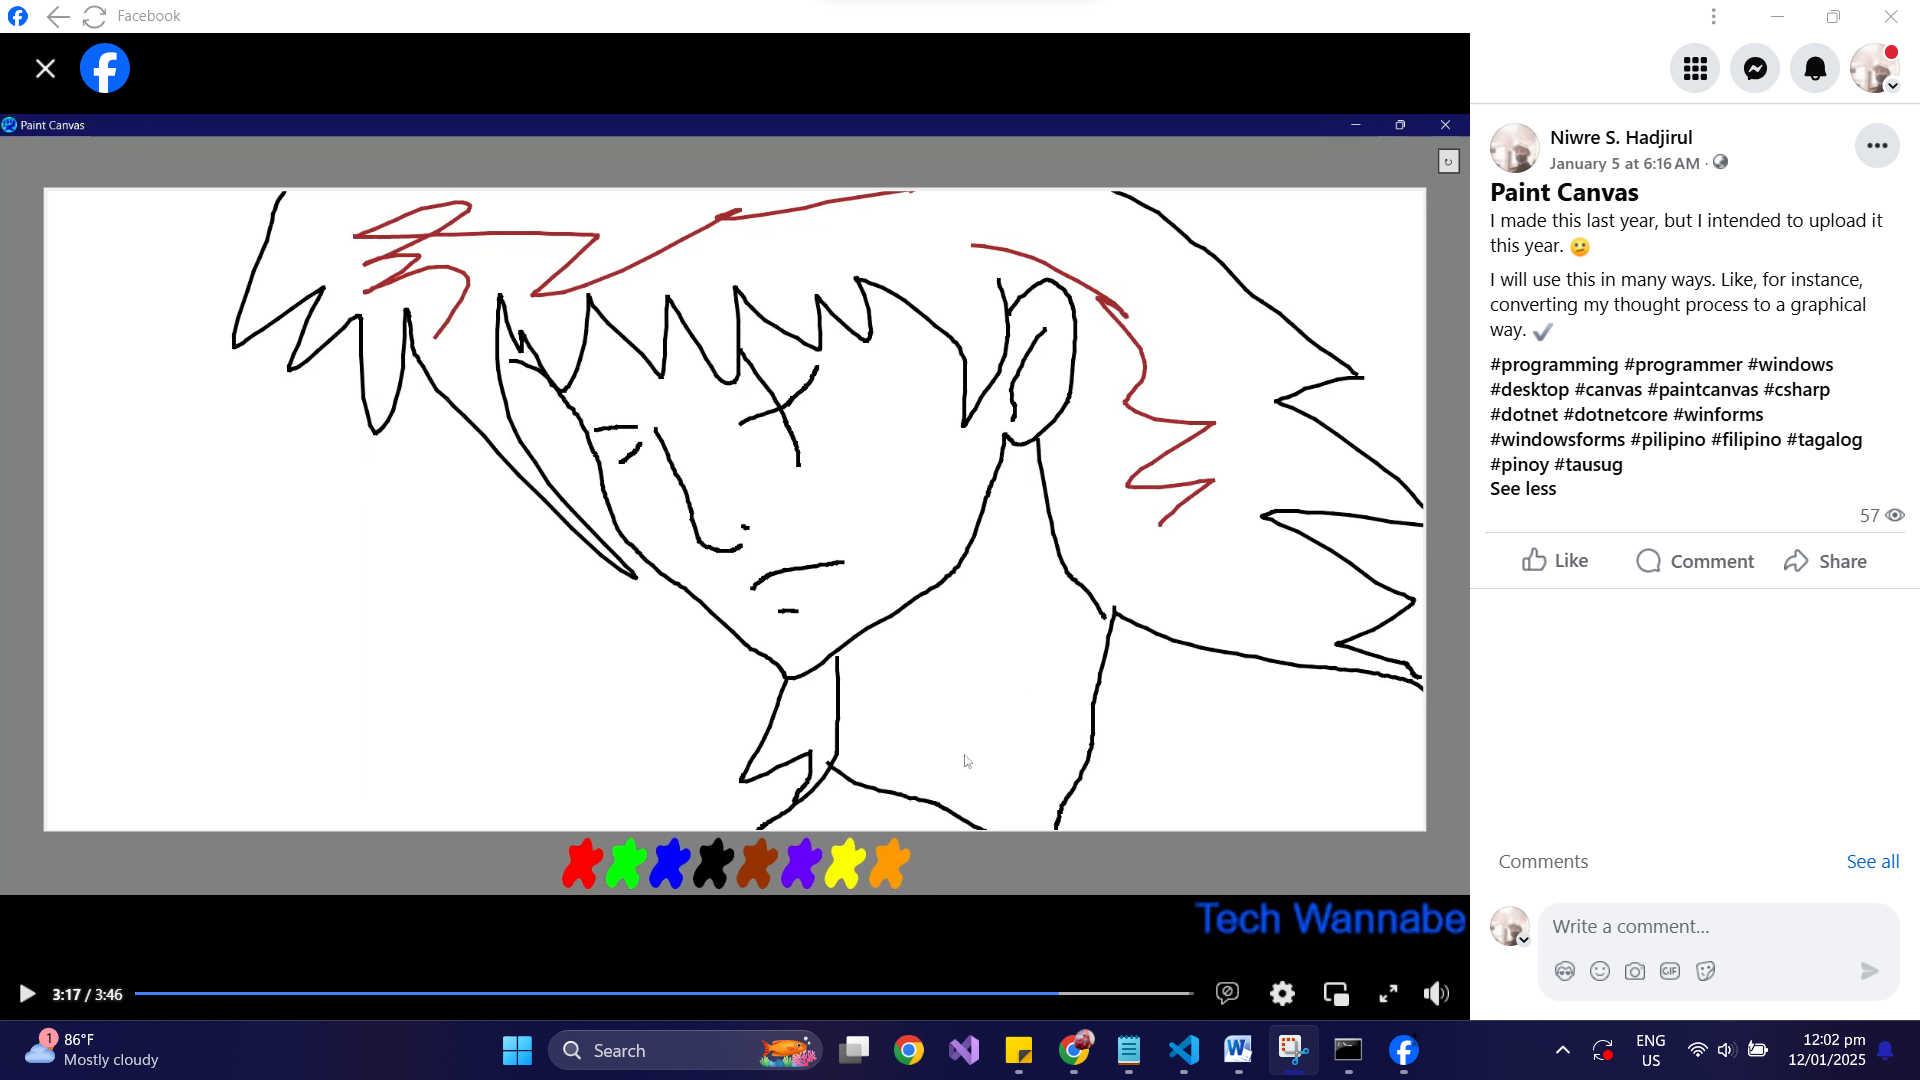 Facebook
Paint Canvas
Niwre S. Hadjirul
January 5 at 6:16 AM ·
Paint Canvas
I made this last year, but I intended to upload it
this year. 🫤
I will use this in many ways. Like, for instance,
converting my thought process to a graphical
way. ✔
#programming #programmer #windows
#desktop #canvas #paintcanvas #csharp
#dotnet #dotnetcore #winforms
#windowsforms #pilipino #filipino #tagalog
#pinoy #tausug
See less
57
Like Comment Share
Comments See all
Write a comment...
GIF
Tech Wannabe
3:17 / 3:46
1 86°F
Mostly cloudy
Search
ENG
US
12:02 pm
12/01/2025